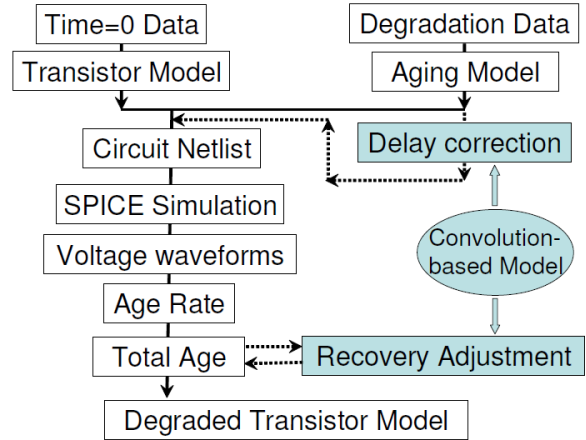 Time=0 Data
Degradation Data
Transistor Model
Aging Model
Circuit Netlist
Delay correction
SPICE Simulation
Convolution-
based Model
Voltage waveforms
Age Rate
Total Age
Recovery Adjustment
Degraded Transistor Model